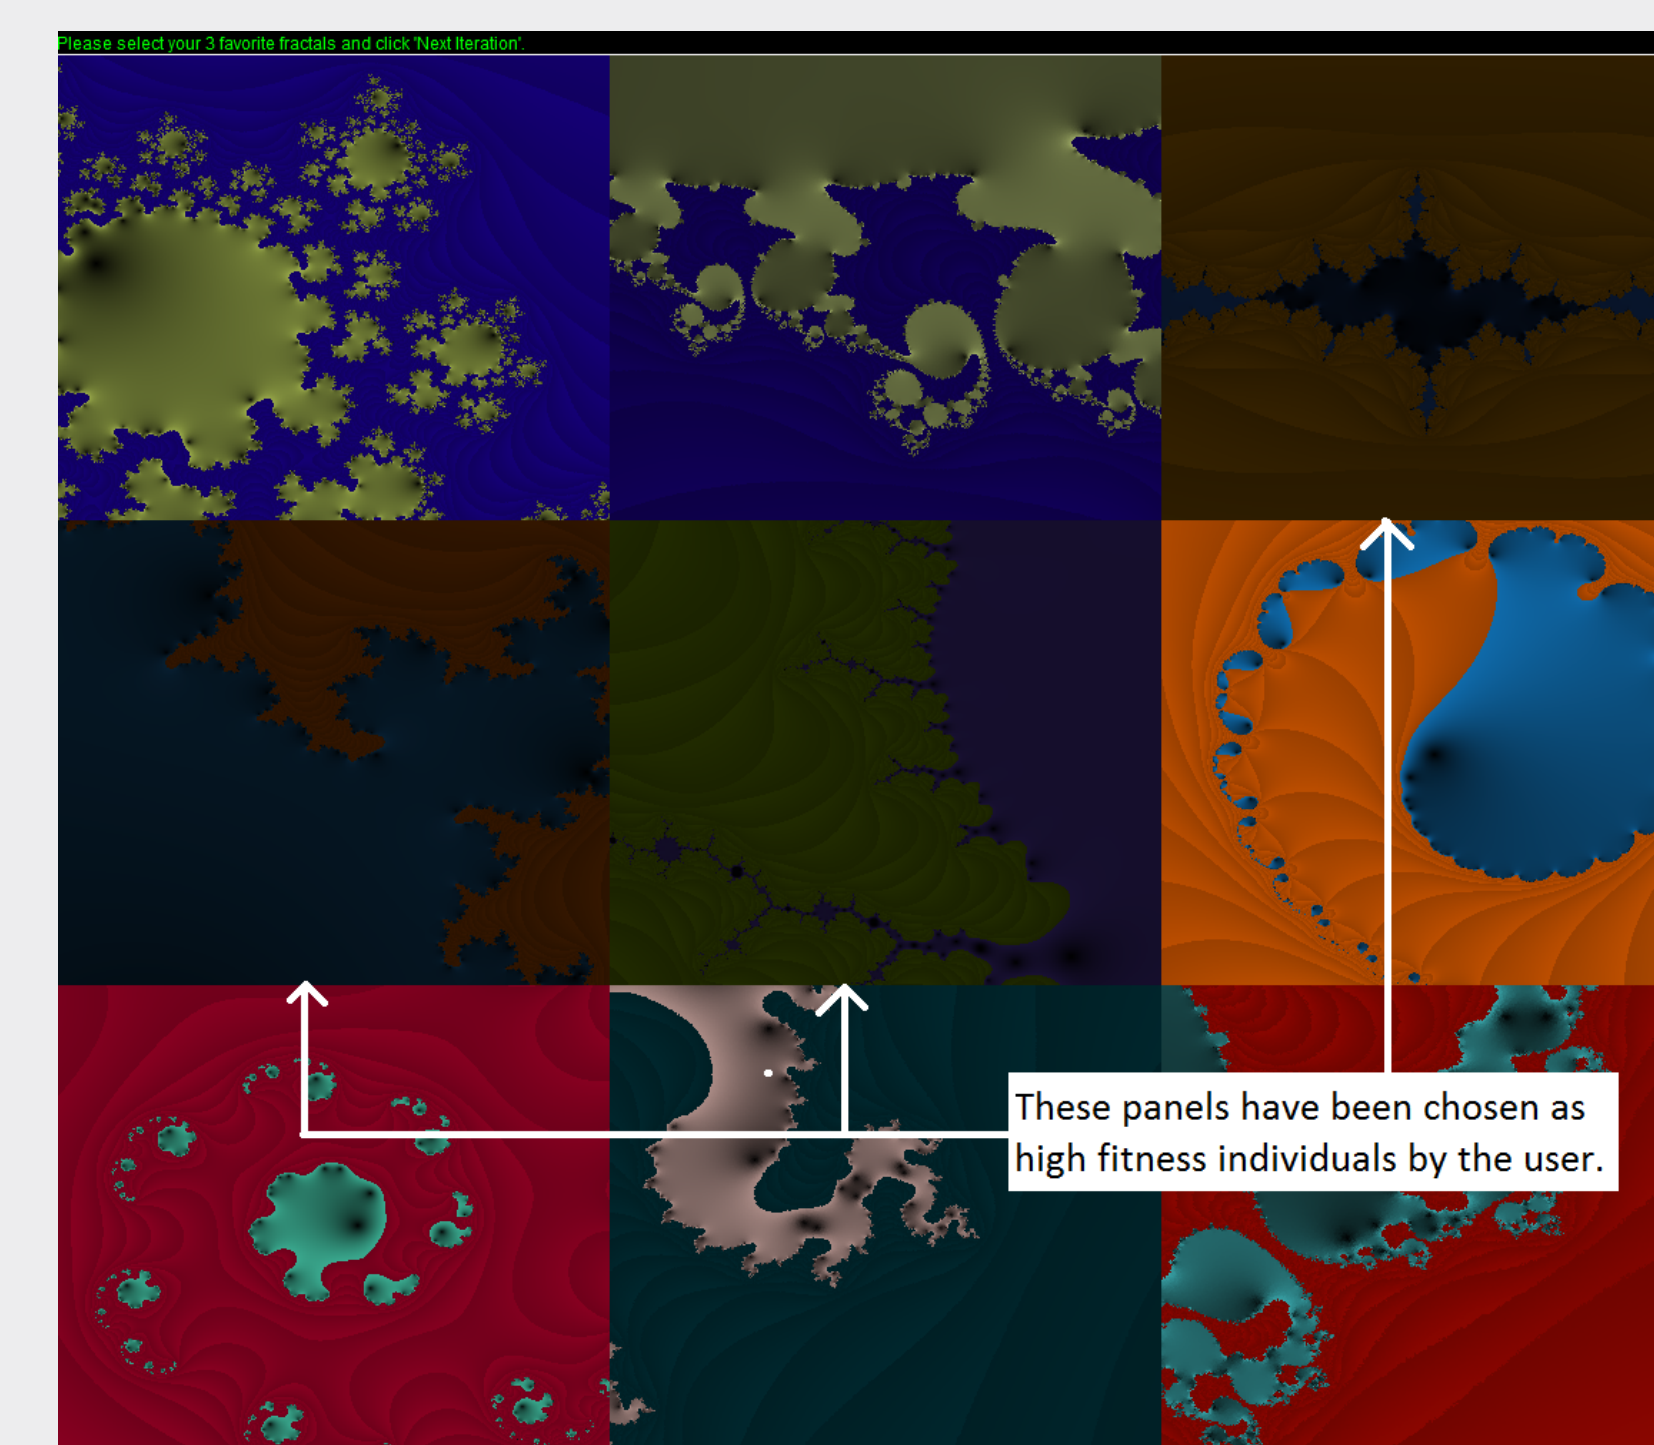 Please select your 3 favorite fractals and click 'Next Iteration'.
These panels have been chosen as
high fitness individuals by the user.